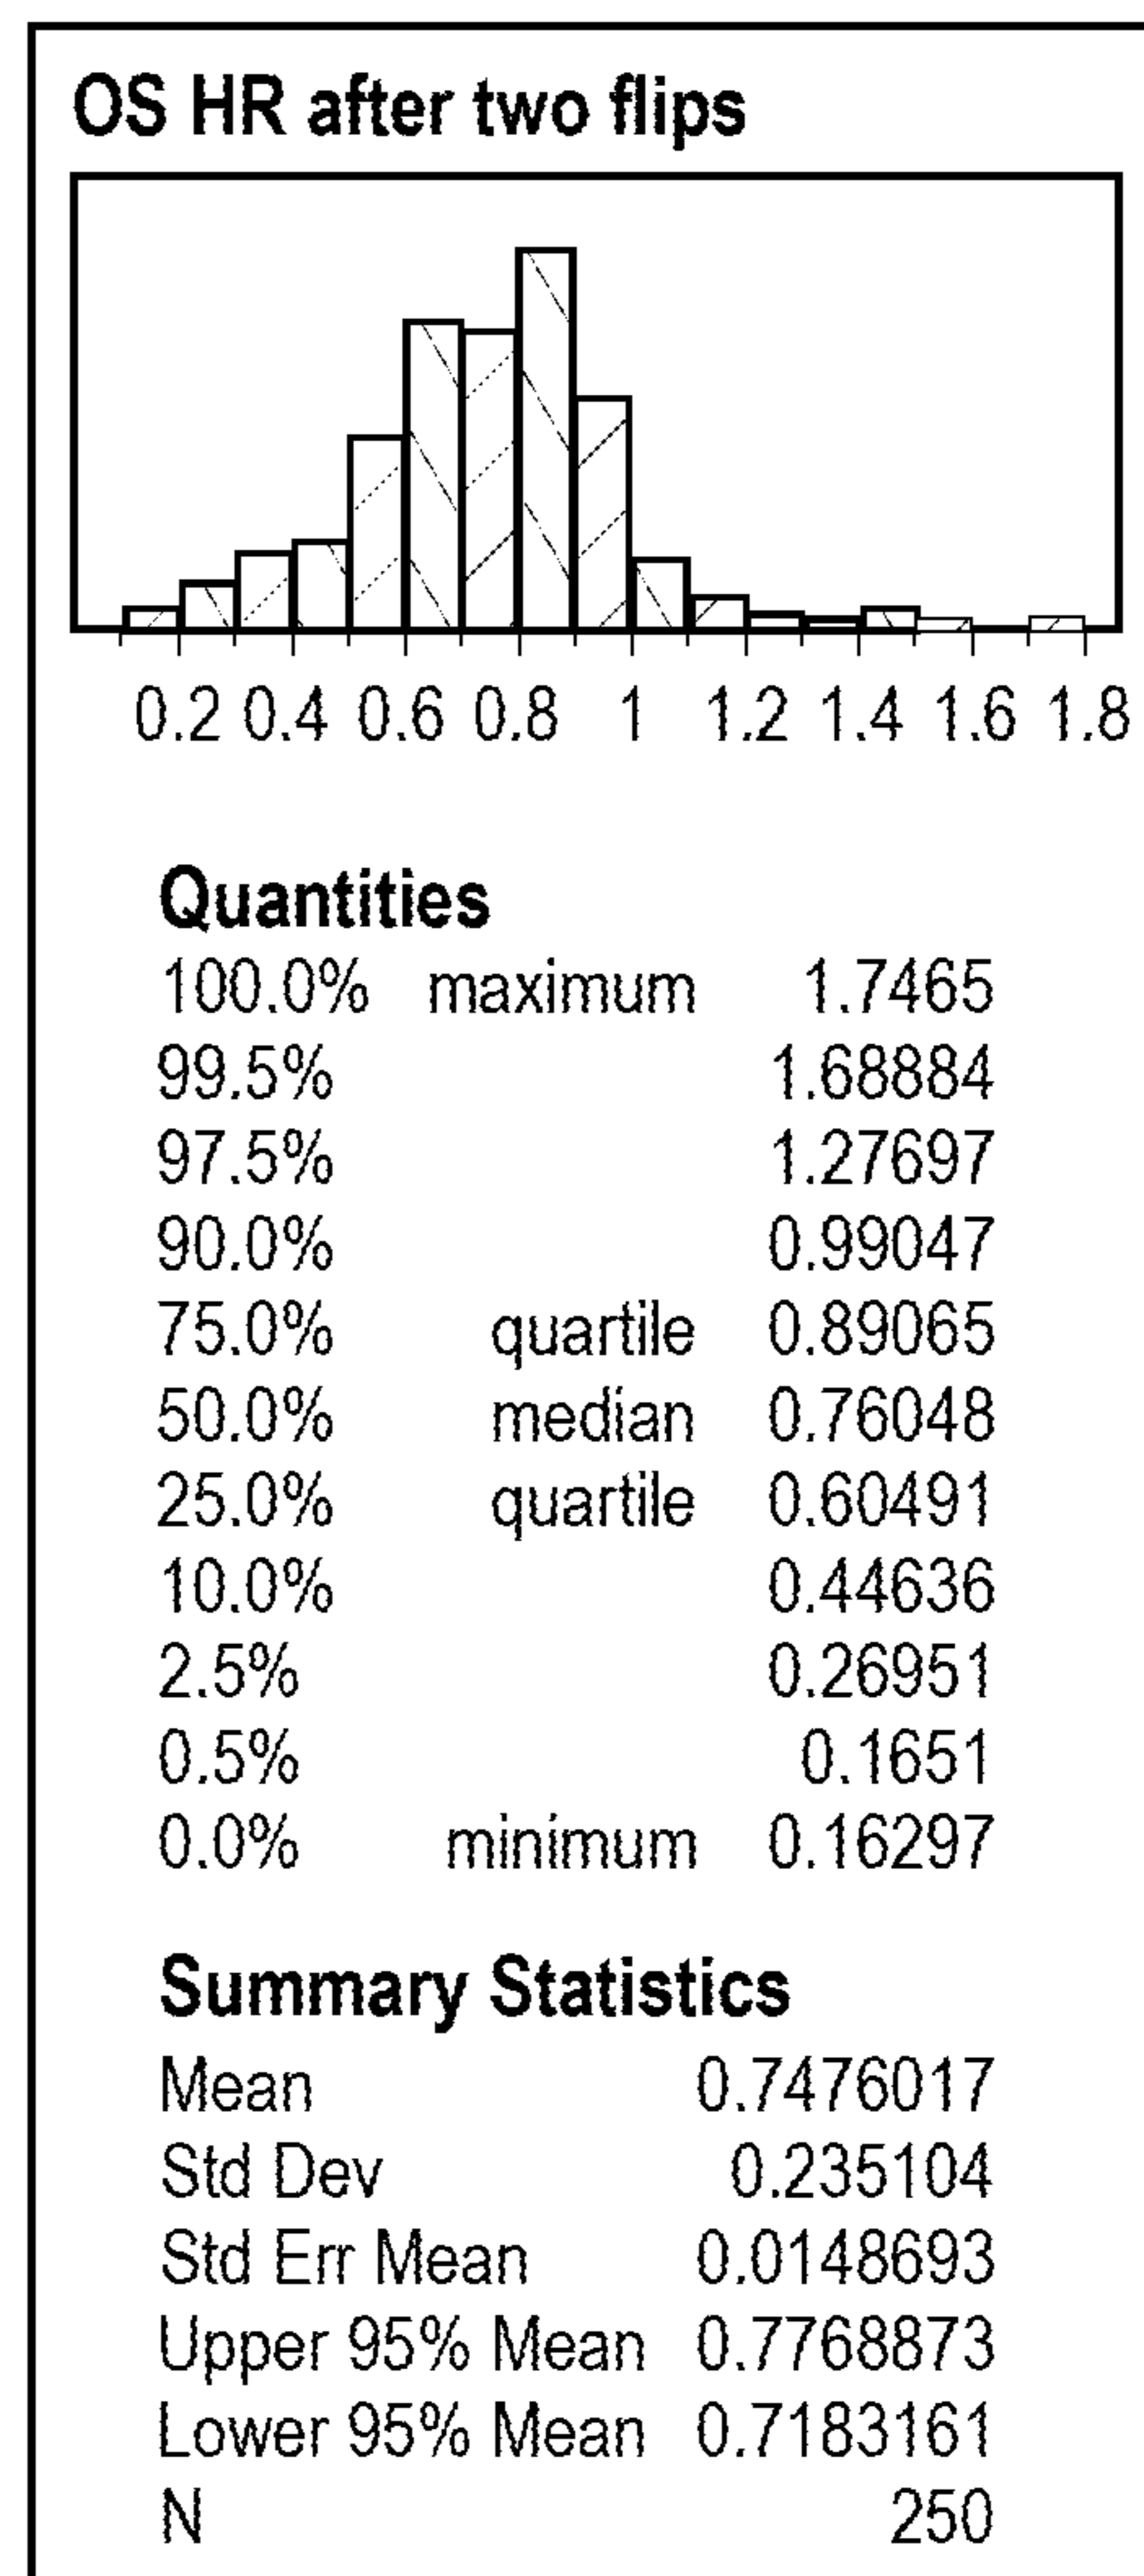 OS HR after two flips
0.2 0.4 0.6 0.8 1 1.2 1.4 1.6 1.8
Quantities
100.0% maximum 1.7465
99.5% 1.68884
97.5% 1.27697
90.0% 0.99047
75.0% quartile 0.89065
50.0% median 0.76048
25.0% quartile 0.60491
10.0% 0.44636
2.5% 0.26951
0.5% 0.1651
0.0% minimum 0.16297
Summary Statistics
Mean 0.7476017
Std Dev 0.235104
Std Err Mean 0.0148693
Upper 95% Mean 0.7768873
Lower 95% Mean 0.7183161
N 250